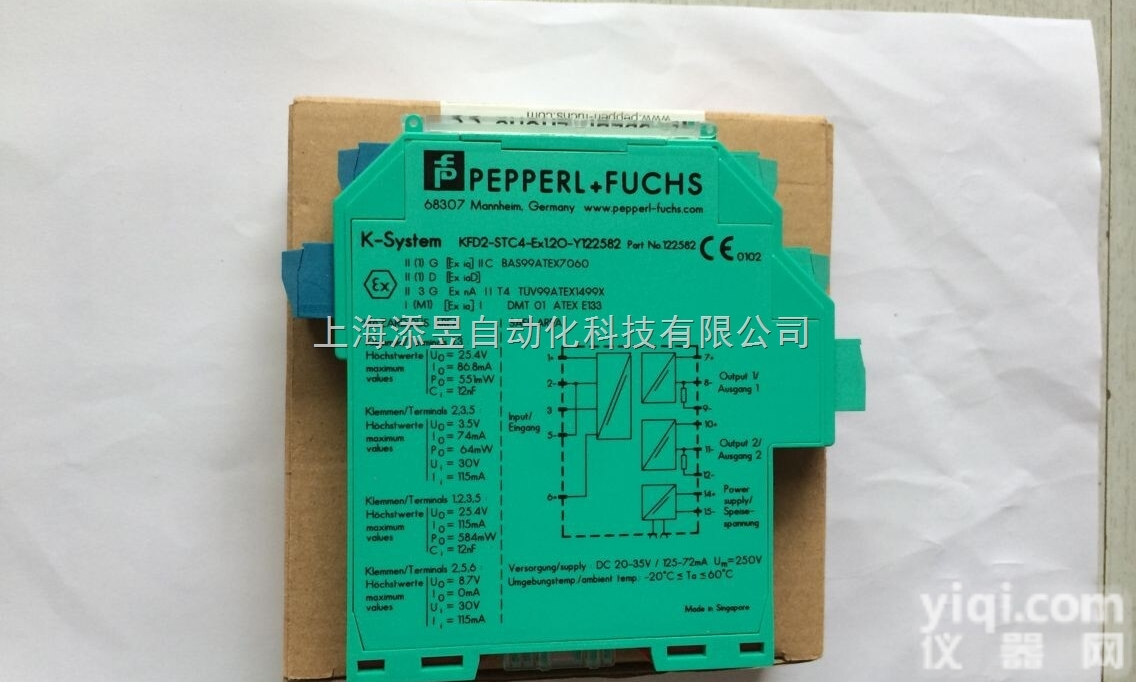 www.pepperl-fuchs.com
PEPPERL+FUCHS
68307 Mannheim, Germany www.pepperl-fuchs.com
K-System KFD2-STC4-Ex1.2O-Y122582 Part No.122582 CE 0102
Ex
II (1) G [Ex ia] IIC BAS99ATEX7060
II (1) D [Ex iaD]
II 3 G Ex nA II T4 TÜV99ATEX1499X
I (M1) [Ex ia] I DMT 01 ATEX E133
上海添昱自动化科技有限公司
Höchstwerte maximum values
U0 = 25.4V
I0 = 86.8mA
P0 = 551mW
Ci = 12nF
Klemmen/Terminals 2,3,5
Höchstwerte maximum values
U0 = 3.5V
I0 = 74mA
P0 = 64mW
Ui = 30V
Ii = 115mA
Klemmen/Terminals 1,2,3,5
Höchstwerte maximum values
U0 = 25.4V
I0 = 115mA
P0 = 584mW
Ci = 12nF
Klemmen/Terminals 2,5,6
Höchstwerte maximum values
U0 = 8.7V
I0 = 0mA
Ui = 30V
Ii = 115mA
Input/
Eingang
1+
2-
3
5-
6+
7+
8-
9-
Output 1/
Ausgang 1
10+
11-
12-
Output 2/
Ausgang 2
14+
15-
Power
supply/
Speise-
spannung
Versorgung/supply: DC 20-35V / 125-72mA Um=250V
Umgebungstemp./ambient temp.: -20°C ≤ Ta ≤ 60°C
Made in Singapore
yiqi.com
仪器网